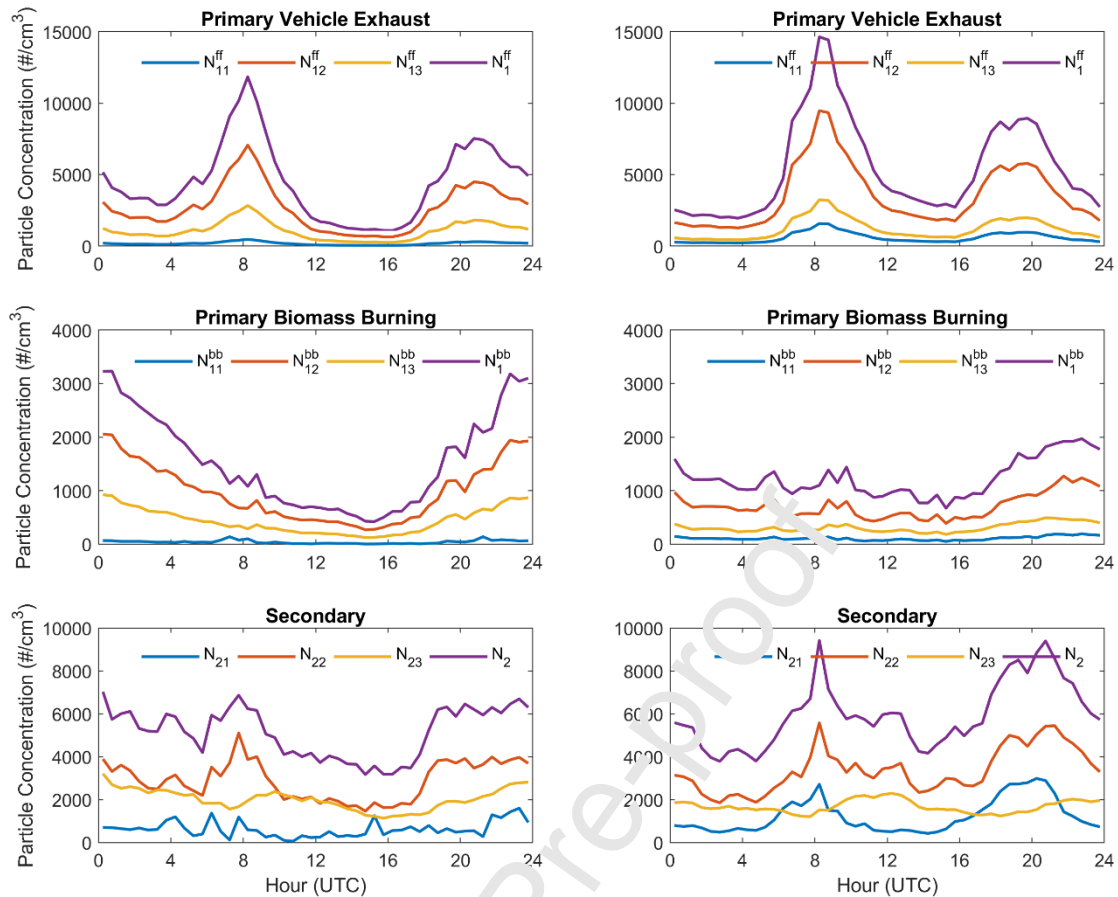 Primary Vehicle Exhaust
Particle Concentration (#/cm³)
15000
10000
5000
0
N₁₁ᶠᶠ N₁₂ᶠᶠ N₁₃ᶠᶠ N₁ᶠᶠ
0 4 8 12 16 20 24
Primary Vehicle Exhaust
15000
10000
5000
0
N₁₁ᶠᶠ N₁₂ᶠᶠ N₁₃ᶠᶠ N₁ᶠᶠ
0 4 8 12 16 20 24
Primary Biomass Burning
Particle Concentration (#/cm³)
4000
3000
2000
1000
0
N₁₁ᵇᵇ N₁₂ᵇᵇ N₁₃ᵇᵇ N₁ᵇᵇ
0 4 8 12 16 20 24
Primary Biomass Burning
4000
3000
2000
1000
0
N₁₁ᵇᵇ N₁₂ᵇᵇ N₁₃ᵇᵇ N₁ᵇᵇ
0 4 8 12 16 20 24
Secondary
Particle Concentration (#/cm³)
10000
8000
6000
4000
2000
0
N₂₁ N₂₂ N₂₃ N₂
0 4 8 12 16 20 24
Hour (UTC)
Secondary
10000
8000
6000
4000
2000
0
N₂₁ N₂₂ N₂₃ N₂
0 4 8 12 16 20 24
Hour (UTC)
Pre-proof